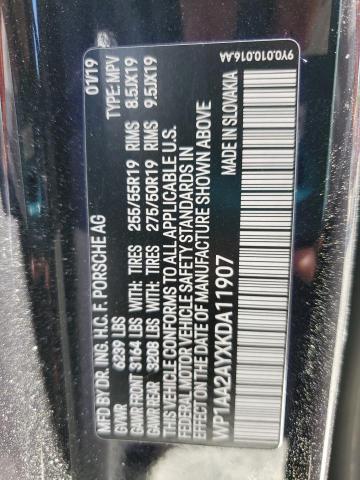 MFD BY DR. ING. H.C. F. PORSCHE AG 01/19
GVWR 6239 LBS TYPE: MPV
GAWR FRONT 3164 LBS WITH: TIRES 255/55R19 RIMS 8.5JX19
GAWR REAR 3208 LBS WITH: TIRES 275/50R19 RIMS 9.5JX19
THIS VEHICLE CONFORMS TO ALL APPLICABLE U.S.
FEDERAL MOTOR VEHICLE SAFETY STANDARDS IN
EFFECT ON THE DATE OF MANUFACTURE SHOWN ABOVE
WP1AA2AYXKDA11907 MADE IN SLOVAKIA
9Y0.010.016.AA